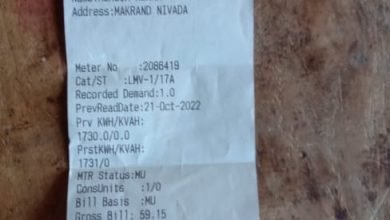 Address:MAKRAND NIVADA
Meter No :2086419
Cat/ST :LMV-1/17A
Recorded Demand:1.0
PrevReadDate:21-Oct-2022
Prv KWH/KVAH:
1730.0/0.0
PrstKWH/KVAH:
1731/0
MTR Status:MU
ConsUnits :1/0
Bill Basis :MU
Gross Bill: 59.15